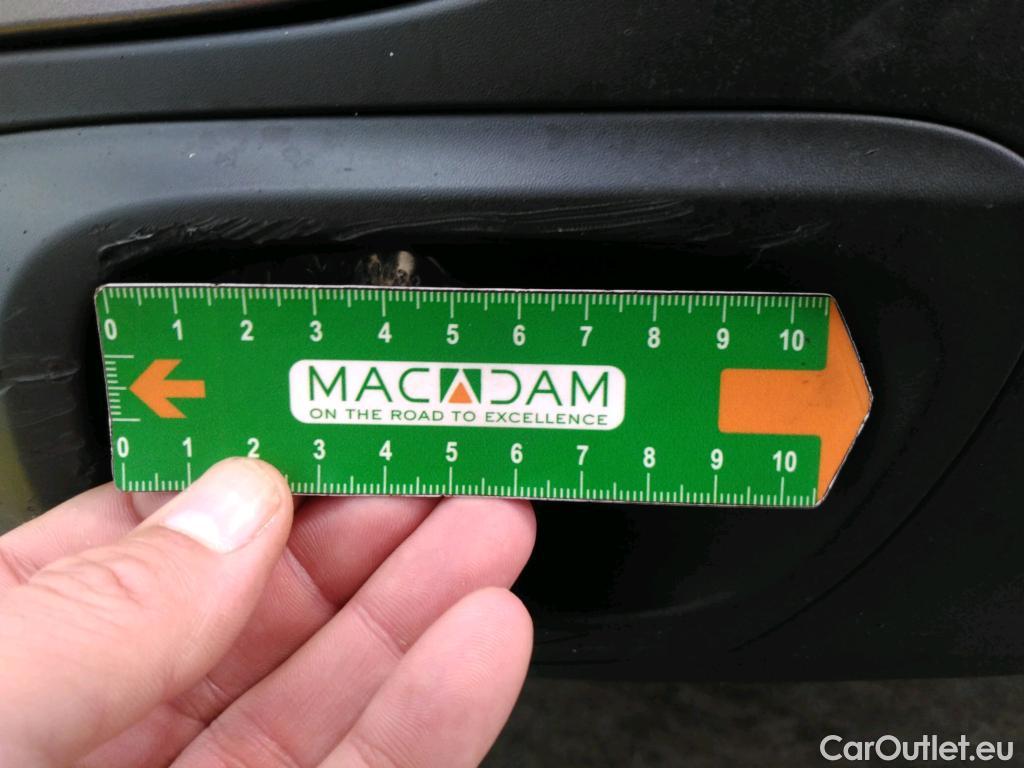 0 1 2 3 4 5 6 7 8 9 10
MACADAM
ON THE ROAD TO EXCELLENCE
0 1 2 3 4 5 6 7 8 9 10
CarOutlet.eu